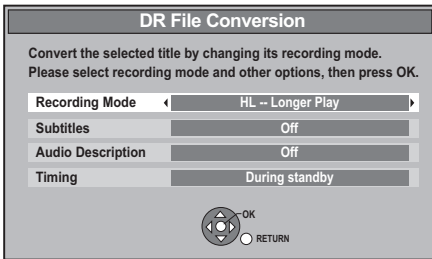 DR File Conversion
Convert the selected title by changing its recording mode.
Please select recording mode and other options, then press OK.
Recording Mode HL -- Longer Play
Subtitles Off
Audio Description Off
Timing During standby
OK
RETURN